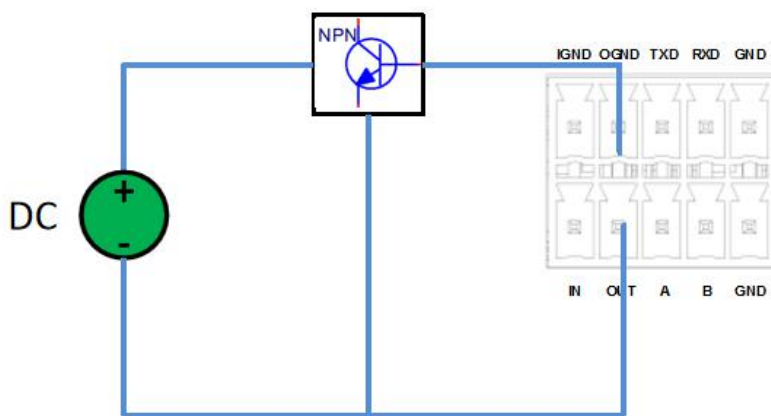 NPN
IGND OGND TXD RXD GND
+
DC
-
IN OUT A B GND